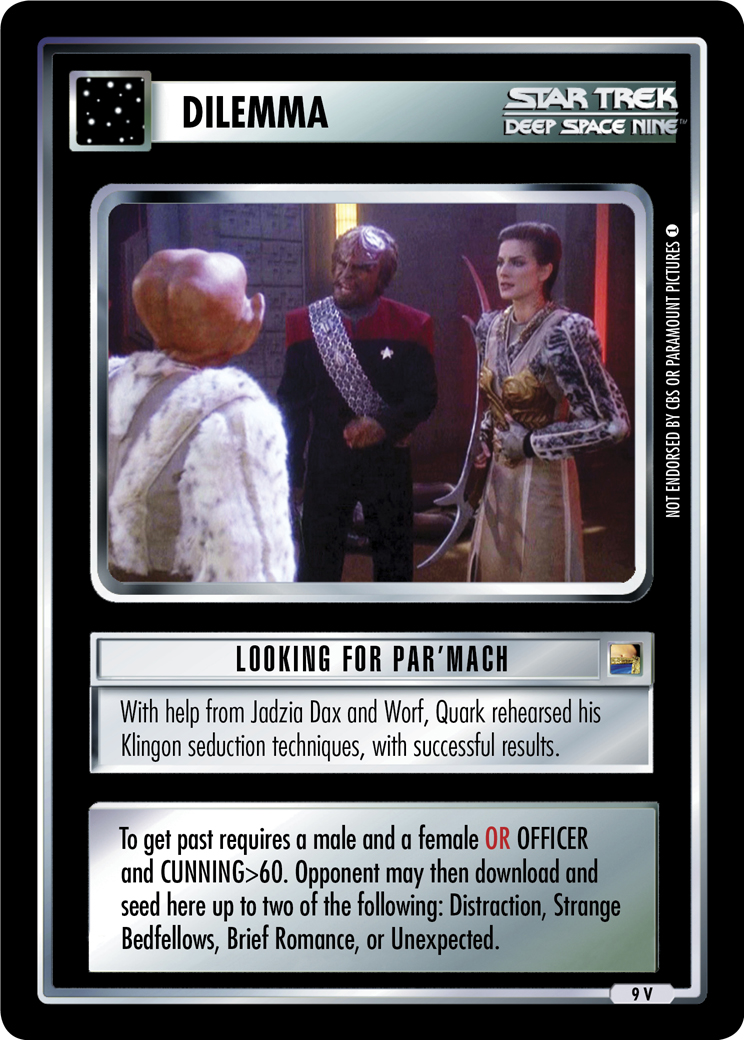 DILEMMA
STAR TREK
DEEP SPACE NINE™
NOT ENDORSED BY CBS OR PARAMOUNT PICTURES 1
LOOKING FOR PAR'MACH
With help from Jadzia Dax and Worf, Quark rehearsed his
Klingon seduction techniques, with successful results.
To get past requires a male and a female OR OFFICER
and CUNNING>60. Opponent may then download and
seed here up to two of the following: Distraction, Strange
Bedfellows, Brief Romance, or Unexpected.
9 V